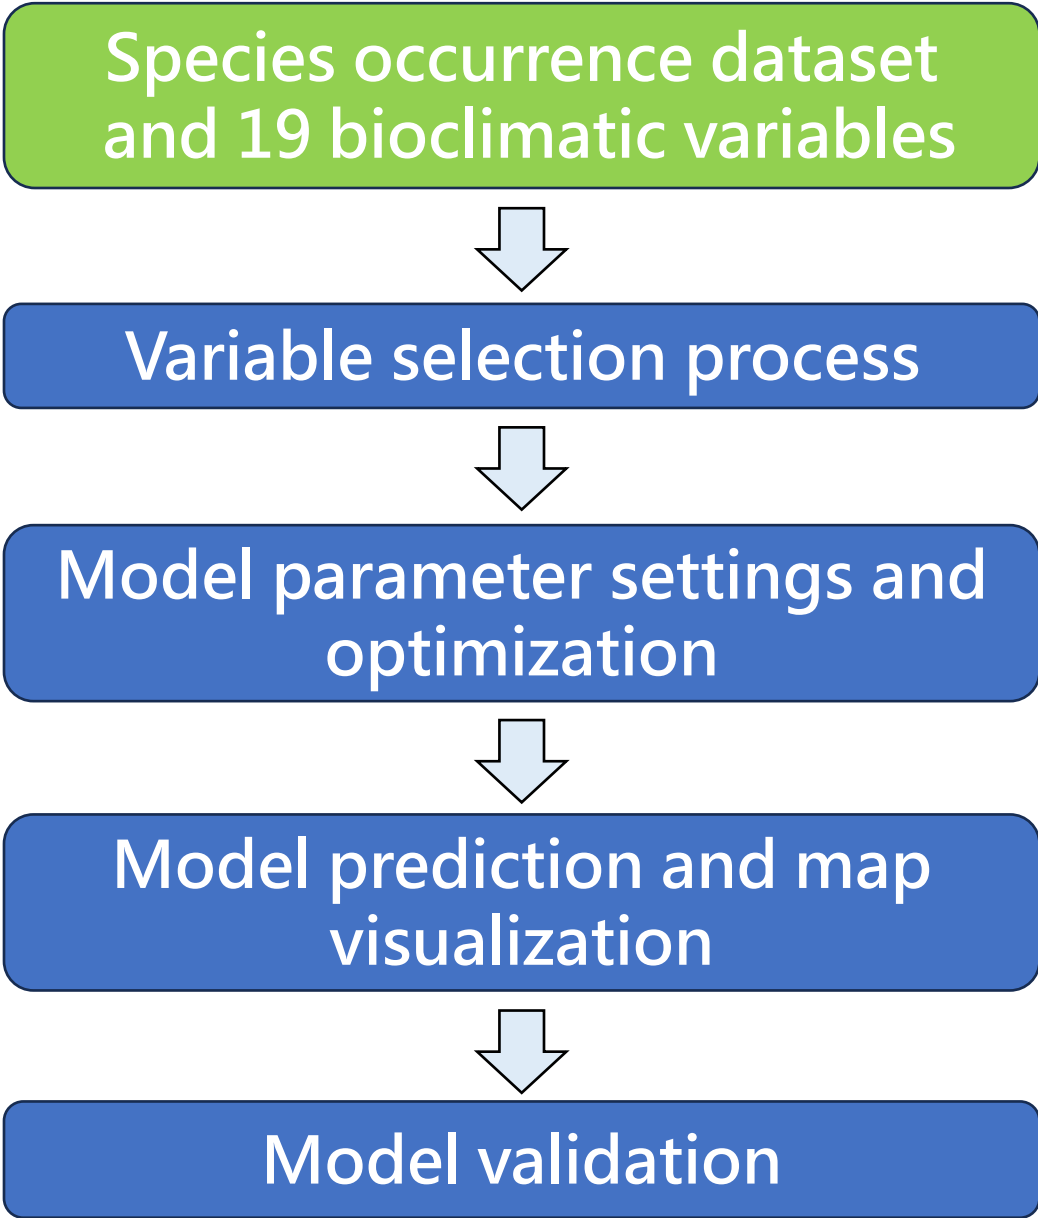 Species occurrence dataset
and 19 bioclimatic variables
Variable selection process
Model parameter settings and
optimization
Model prediction and map
visualization
Model validation